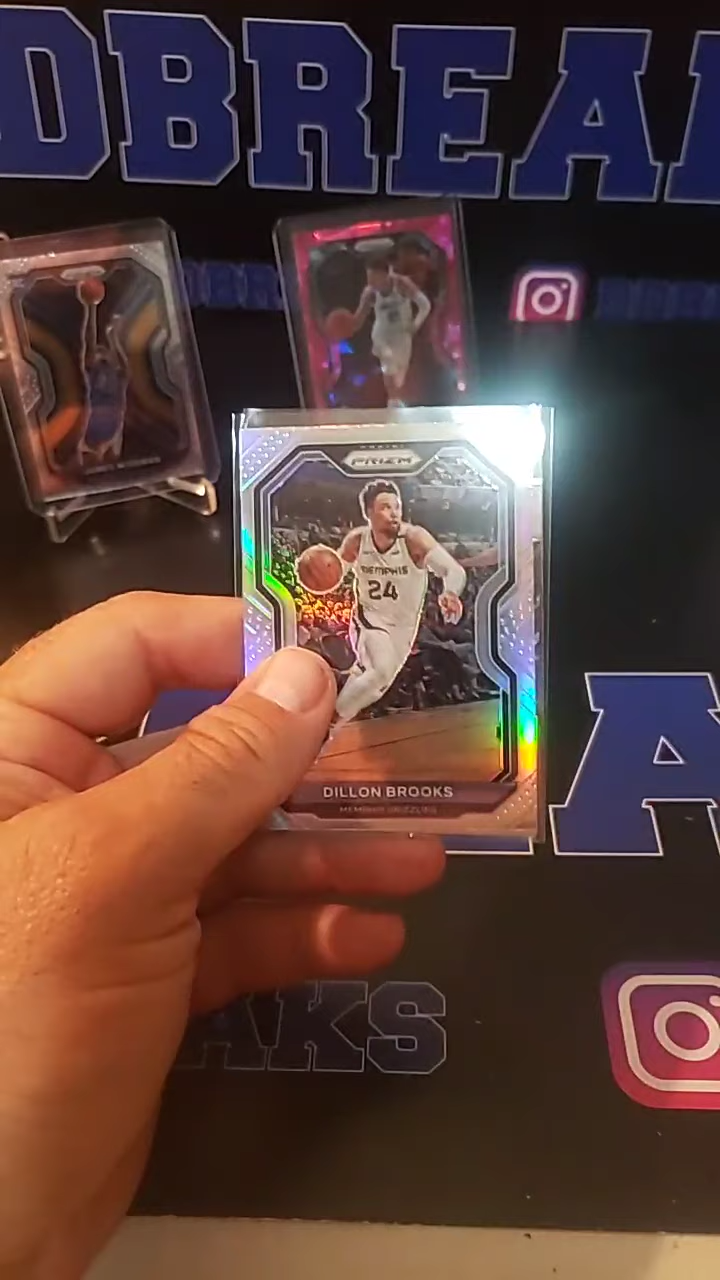 DBREA
PRIZM
MEMPHIS
24
DILLON BROOKS
MEMPHIS GRIZZLIES
AKS